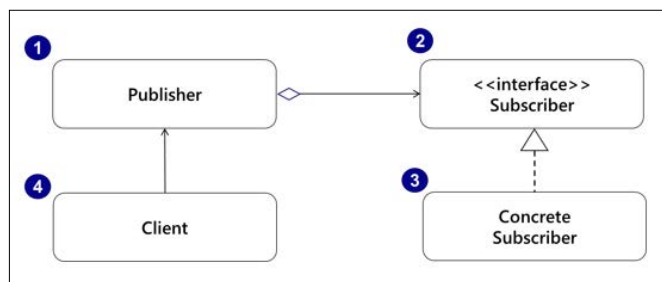 1
Publisher
2
<<interface>>
Subscriber
4
Client
3
Concrete
Subscriber